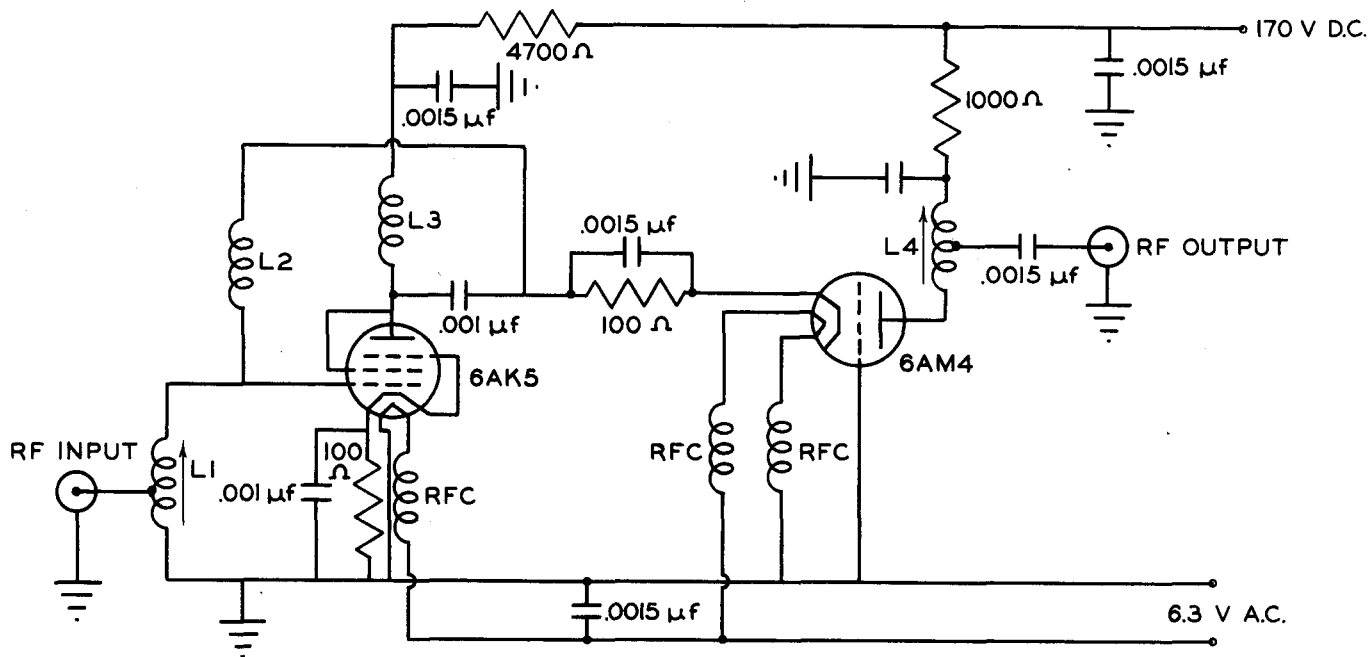 170 V D.C.
4700 Ω
.0015 μf
.0015 μf
1000 Ω
L3
L2
.0015 μf
L4
RF OUTPUT
.0015 μf
.001 μf
100 Ω
6AM4
6AK5
RF INPUT
L1
100
Ω
.001 μf
RFC
RFC
RFC
.0015 μf
6.3 V A.C.